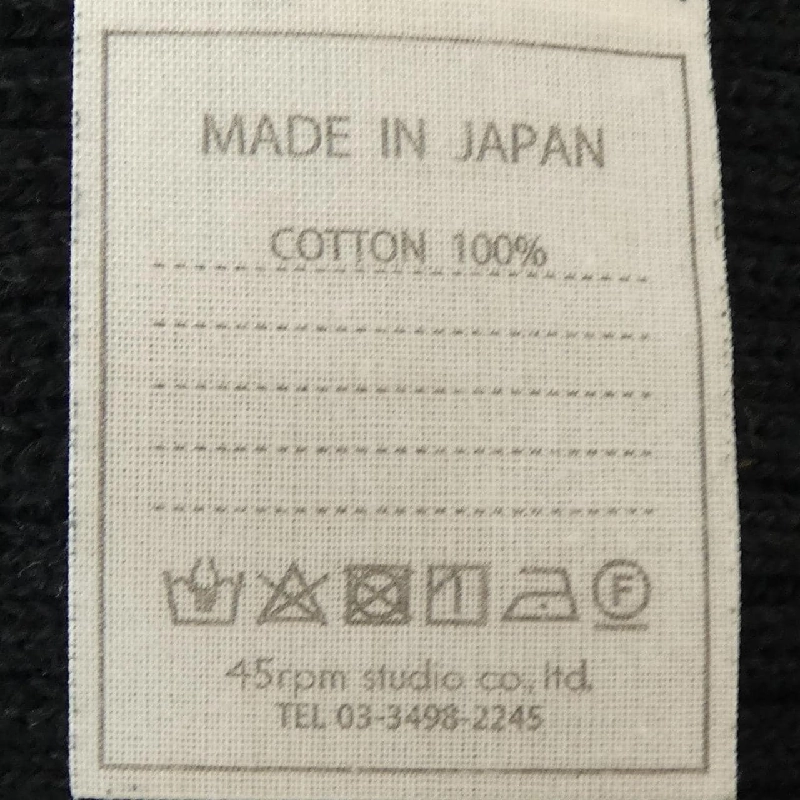 MADE IN JAPAN
COTTON 100%
F
45rpm studio co., ltd.
TEL 03-3498-2245